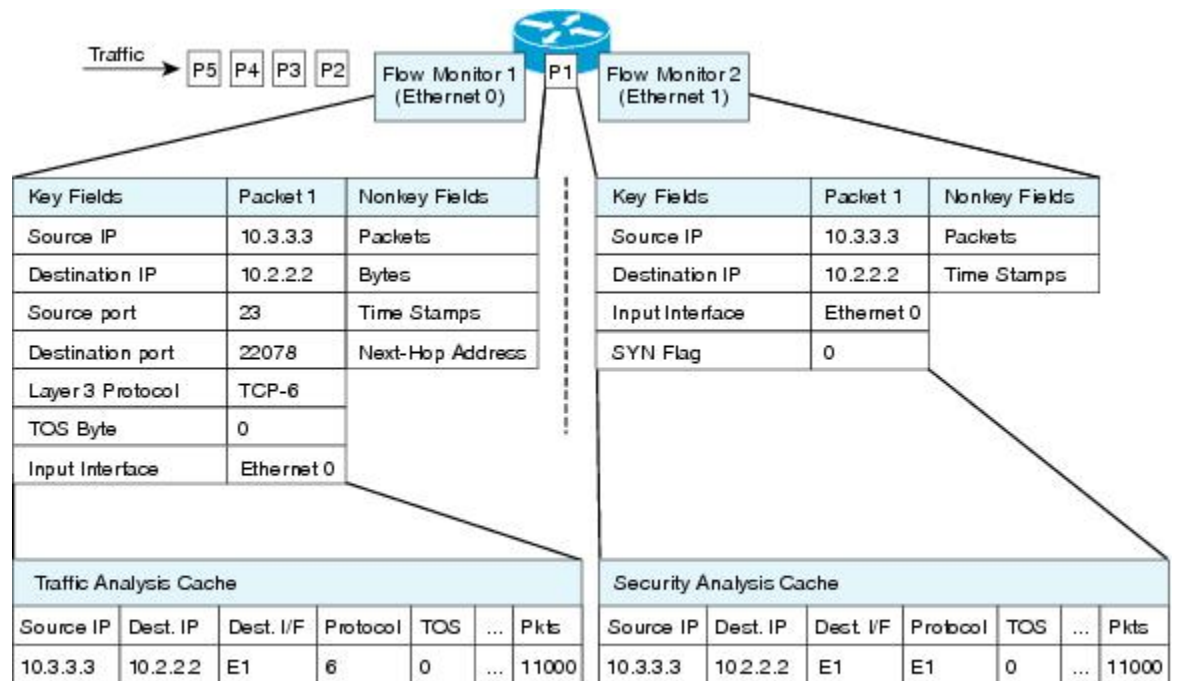 Traffic
P5 P4 P3 P2
Flow Monitor 1
(Ethernet 0)
P1
Flow Monitor 2
(Ethernet 1)
Key Fields Packet 1 Nonkey Fields
Source IP 10.3.3.3 Packets
Destination IP 10.2.2.2 Bytes
Source port 23 Time Stamps
Destination port 22078 Next-Hop Address
Layer 3 Protocol TCP-6
TOS Byte 0
Input Interface Ethernet 0
Key Fields Packet 1 Nonkey Fields
Source IP 10.3.3.3 Packets
Destination IP 10.2.2.2 Time Stamps
Input Interface Ethernet 0
SYN Flag 0
Traffic Analysis Cache
Source IP Dest. IP Dest. I/F Protocol TOS ... Pkts
10.3.3.3 10.2.2.2 E1 6 0 ... 11000
Security Analysis Cache
Source IP Dest. IP Dest. I/F Protocol TOS ... Pkts
10.3.3.3 10.2.2.2 E1 E1 0 ... 11000